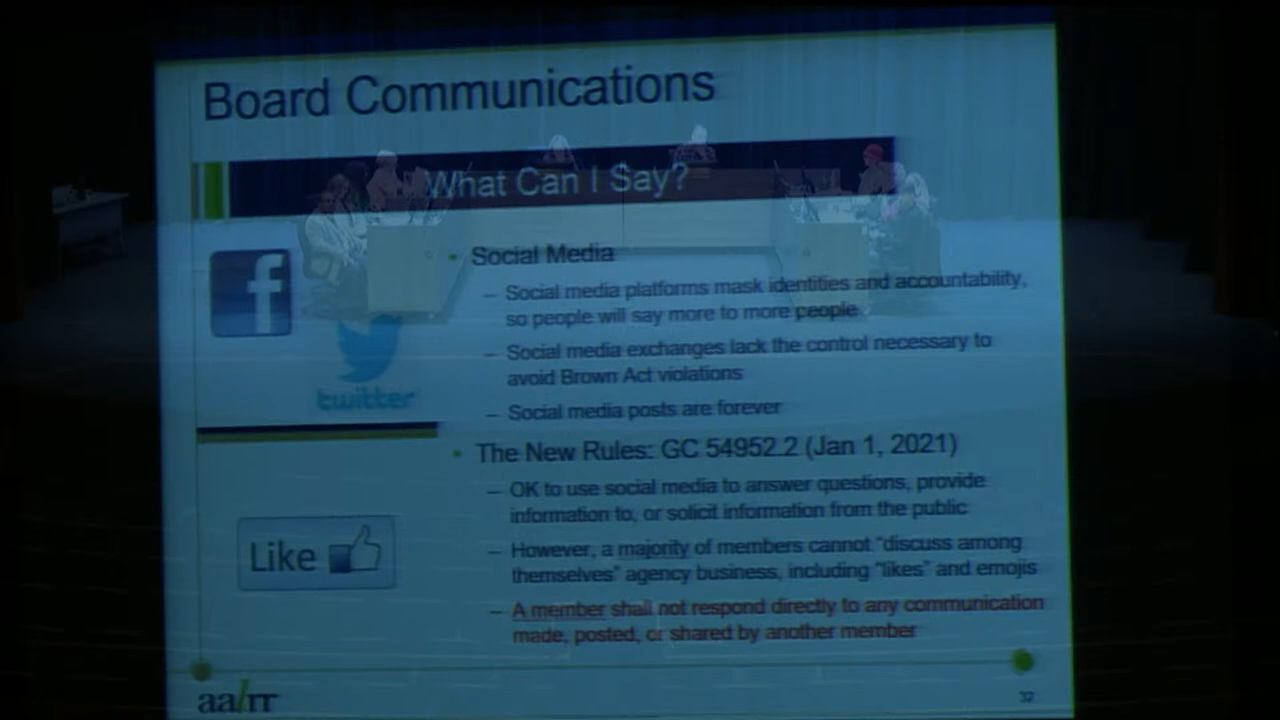 Board Communications
What Can I Say?
f
• Social Media
– Social media platforms mask identities and accountability,
so people will say more to more people
– Social media exchanges lack the control necessary to
avoid Brown Act violations
– Social media posts are forever
twitter
• The New Rules: GC 54952.2 (Jan 1, 2021)
– OK to use social media to answer questions, provide
information to, or solicit information from the public
– However, a majority of members cannot "discuss among
themselves" agency business, including "likes" and emojis
– A member shall not respond directly to any communication
made, posted, or shared by another member
Like
aalrr
32